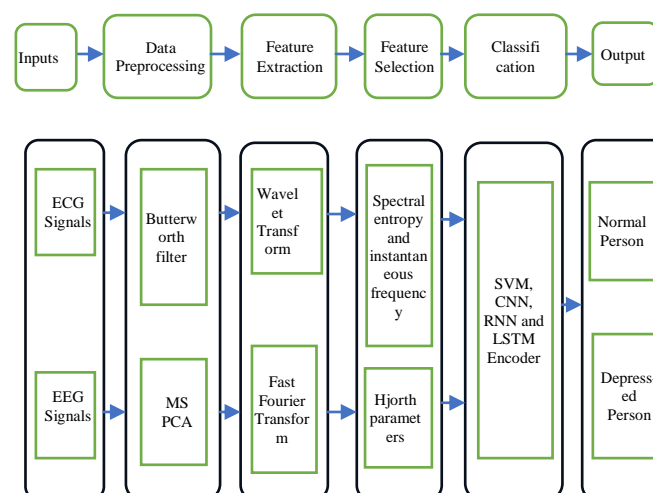 Inputs
Data
Preprocessing
Feature
Extraction
Feature
Selection
Classifi
cation
Output
ECG
Signals
Butterw
orth
filter
Wavel
et
Transf
orm
Spectral
entropy
and
instantan
eous
frequenc
y
SVM,
CNN,
RNN and
LSTM
Encoder
Normal
Person
EEG
Signals
MS
PCA
Fast
Fourier
Transfor
m
Hjorth
paramet
ers
Depress
ed
Person